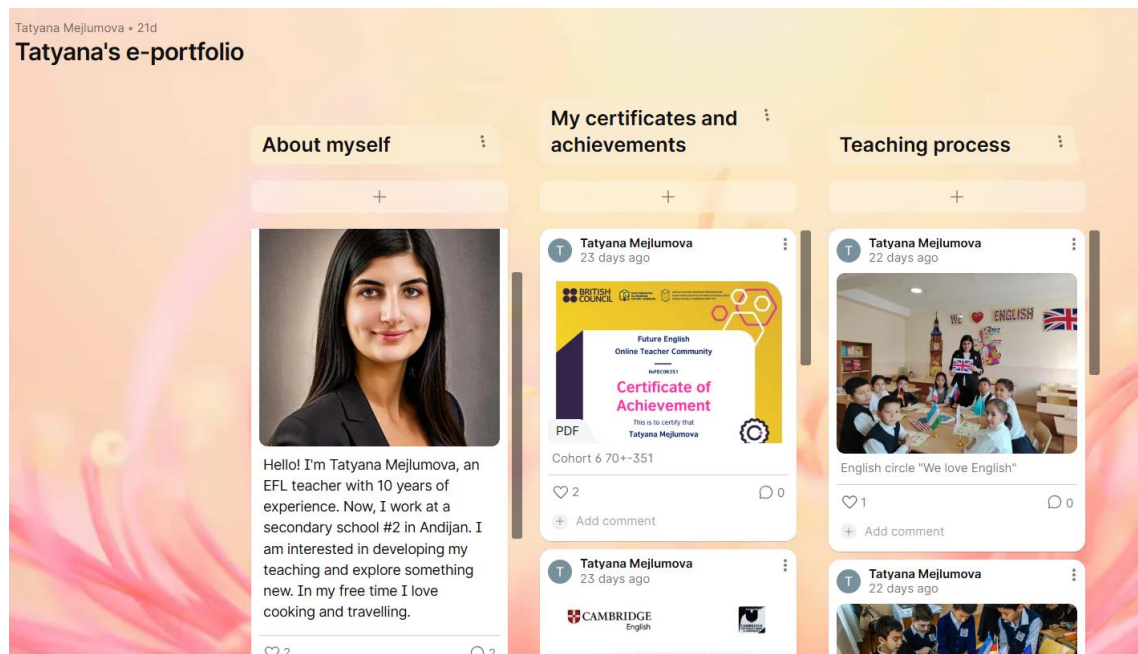 Tatyana Mejlumova • 21d
Tatyana's e-portfolio
About myself
Hello! I'm Tatyana Mejlumova, an
EFL teacher with 10 years of
experience. Now, I work at a
secondary school #2 in Andijan. I
am interested in developing my
teaching and explore something
new. In my free time I love
cooking and travelling.
2
2
My certificates and
achievements
T
Tatyana Mejlumova
23 days ago
BRITISH
COUNCIL
Future English
Online Teacher Community
Certificate of
Achievement
This is to certify that
Tatyana Mejlumova
PDF
Cohort 6 70+-351
2
0
Add comment
T
Tatyana Mejlumova
23 days ago
CAMBRIDGE
English
Teaching process
T
Tatyana Mejlumova
22 days ago
WE ENGLISH
English circle "We love English"
1
0
Add comment
T
Tatyana Mejlumova
22 days ago